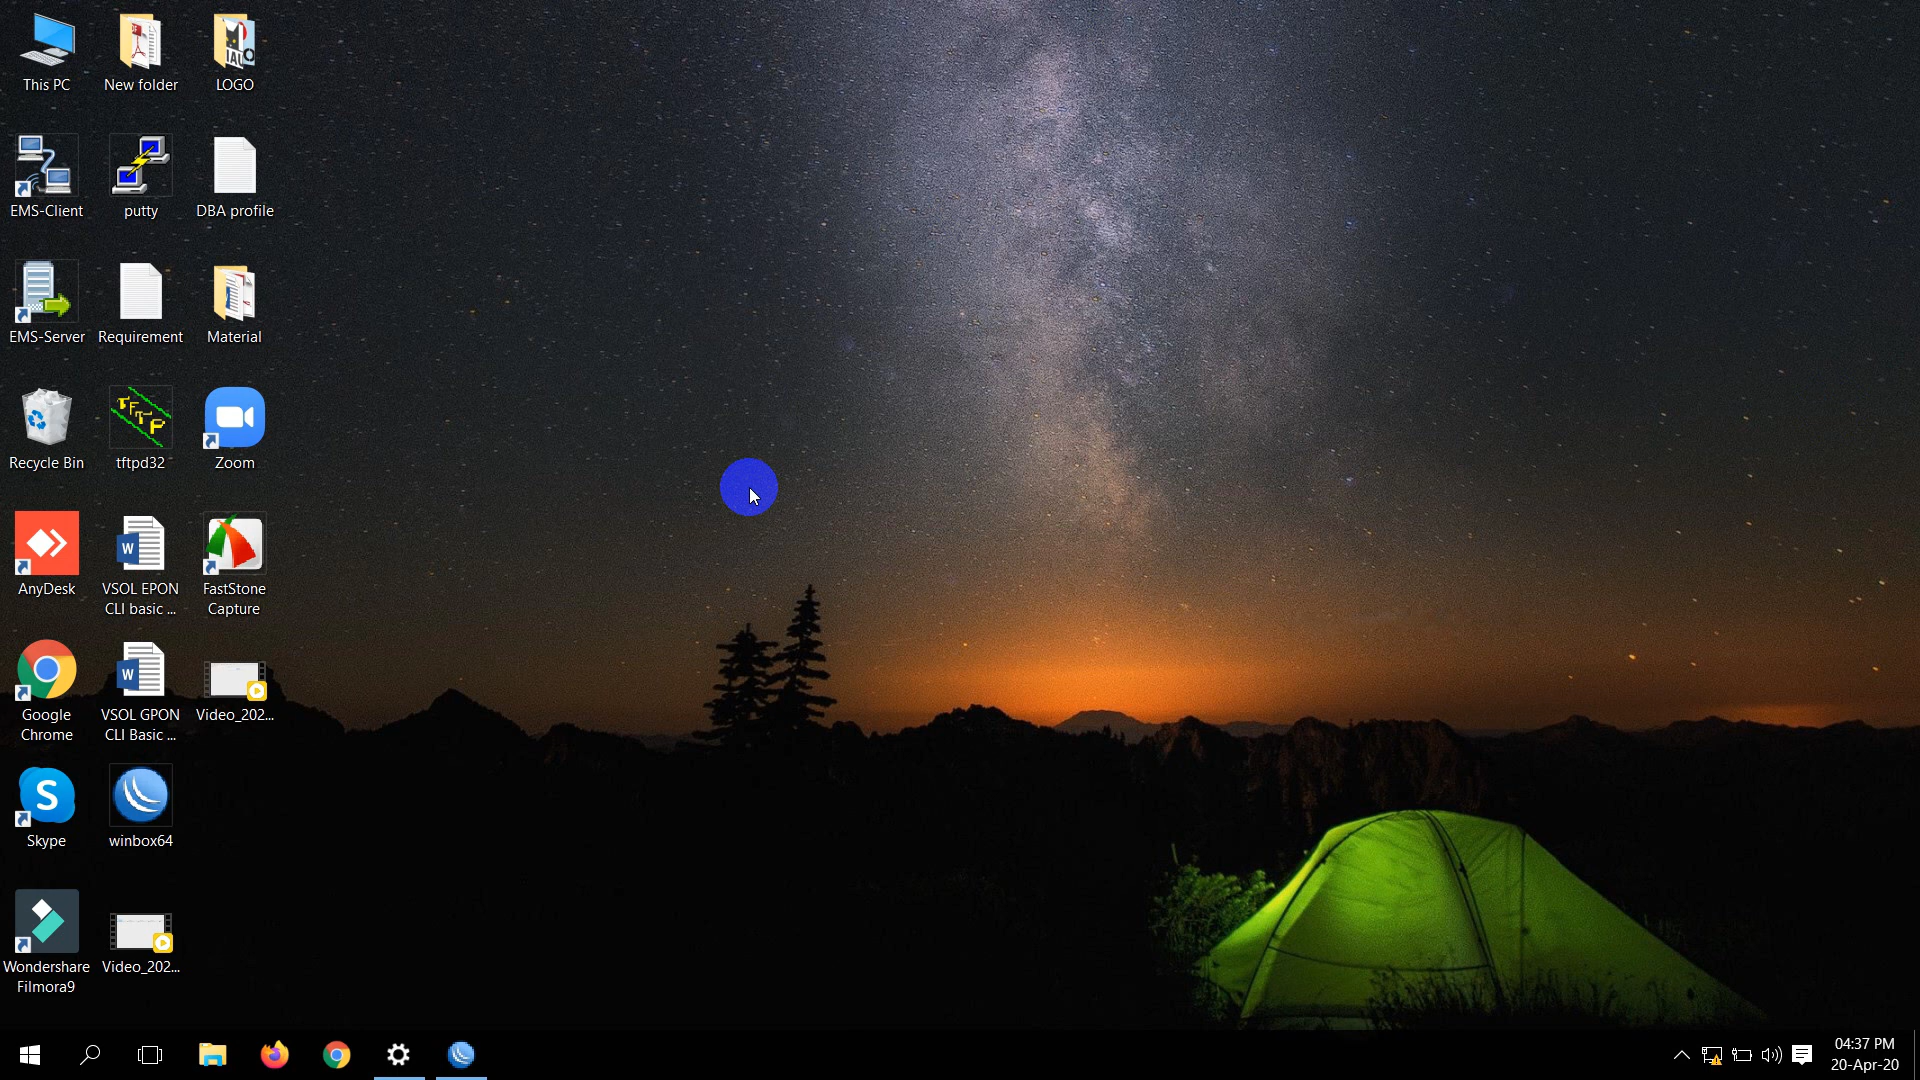 This PC
New folder
LOGO
EMS-Client
putty
DBA profile
EMS-Server
Requirement
Material
Recycle Bin
TFTP
tftpd32
Zoom
AnyDesk
W
VSOL EPON
CLI basic ...
FastStone
Capture
Google
Chrome
W
VSOL GPON
CLI Basic ...
Video_202...
S
Skype
winbox64
Wondershare
Filmora9
Video_202...
04:37 PM
20-Apr-20